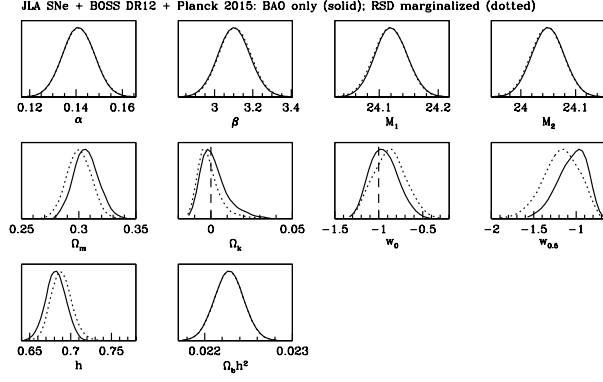 JLA SNe + BOSS DR12 + Planck 2015: BAO only (solid); RSD marginalized (dotted)
0.12 0.14 0.16
α
3 3.2 3.4
β
24.1 24.2
M₁
24 24.1
M₂
0.25 0.3 0.35
Ωₘ
0 0.05
Ωₖ
−1.5 −1 −0.5
w₀
−2 −1
w₀.₅
0.65 0.7 0.75
h
0.022 0.023
Ω_b h²